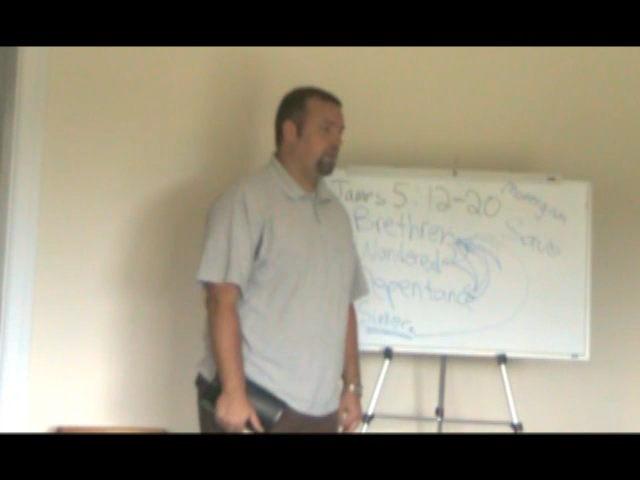 James 5:12-20
Brethren
Wandered
Repentance
Sinner.
Save